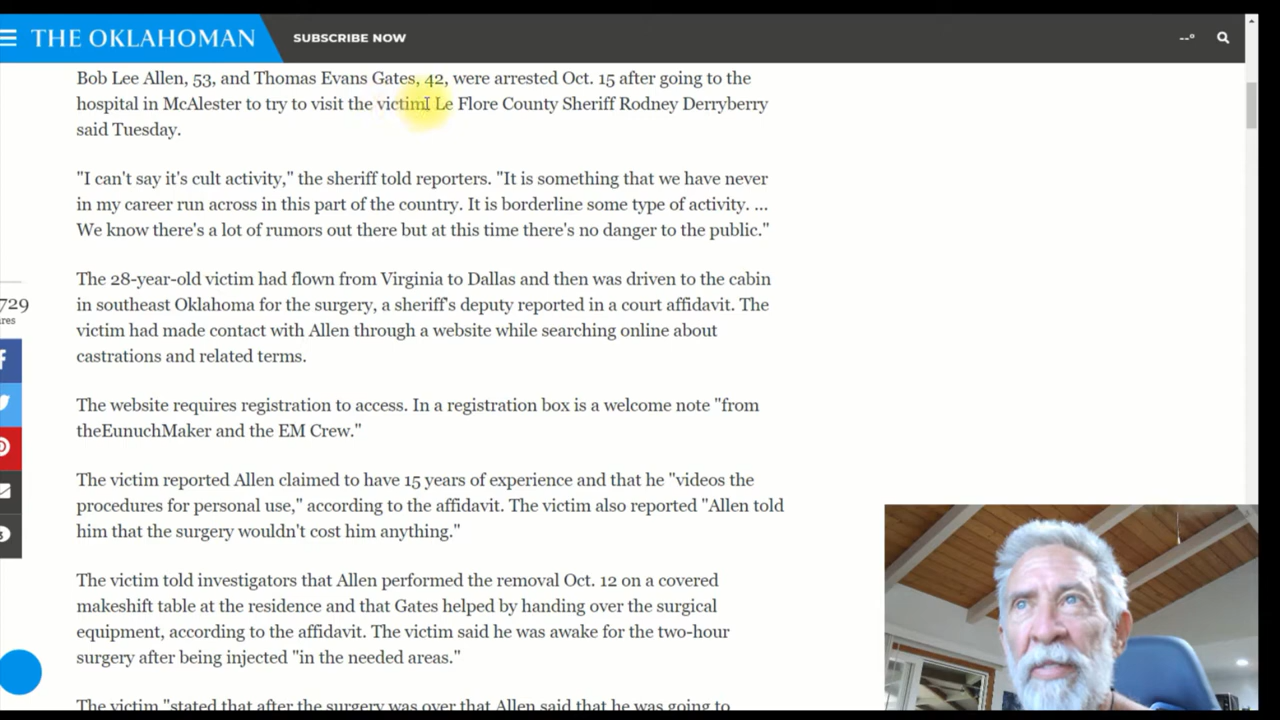 THE OKLAHOMAN
SUBSCRIBE NOW
--°
Bob Lee Allen, 53, and Thomas Evans Gates, 42, were arrested Oct. 15 after going to the
hospital in McAlester to try to visit the victim, Le Flore County Sheriff Rodney Derryberry
said Tuesday.
"I can't say it's cult activity," the sheriff told reporters. "It is something that we have never
in my career run across in this part of the country. It is borderline some type of activity. ...
We know there's a lot of rumors out there but at this time there's no danger to the public."
The 28-year-old victim had flown from Virginia to Dallas and then was driven to the cabin
in southeast Oklahoma for the surgery, a sheriff's deputy reported in a court affidavit. The
victim had made contact with Allen through a website while searching online about
castrations and related terms.
729
res
The website requires registration to access. In a registration box is a welcome note "from
theEunuchMaker and the EM Crew."
The victim reported Allen claimed to have 15 years of experience and that he "videos the
procedures for personal use," according to the affidavit. The victim also reported "Allen told
him that the surgery wouldn't cost him anything."
The victim told investigators that Allen performed the removal Oct. 12 on a covered
makeshift table at the residence and that Gates helped by handing over the surgical
equipment, according to the affidavit. The victim said he was awake for the two-hour
surgery after being injected "in the needed areas."
The victim "stated that after the surgery was over that Allen said that he was going to